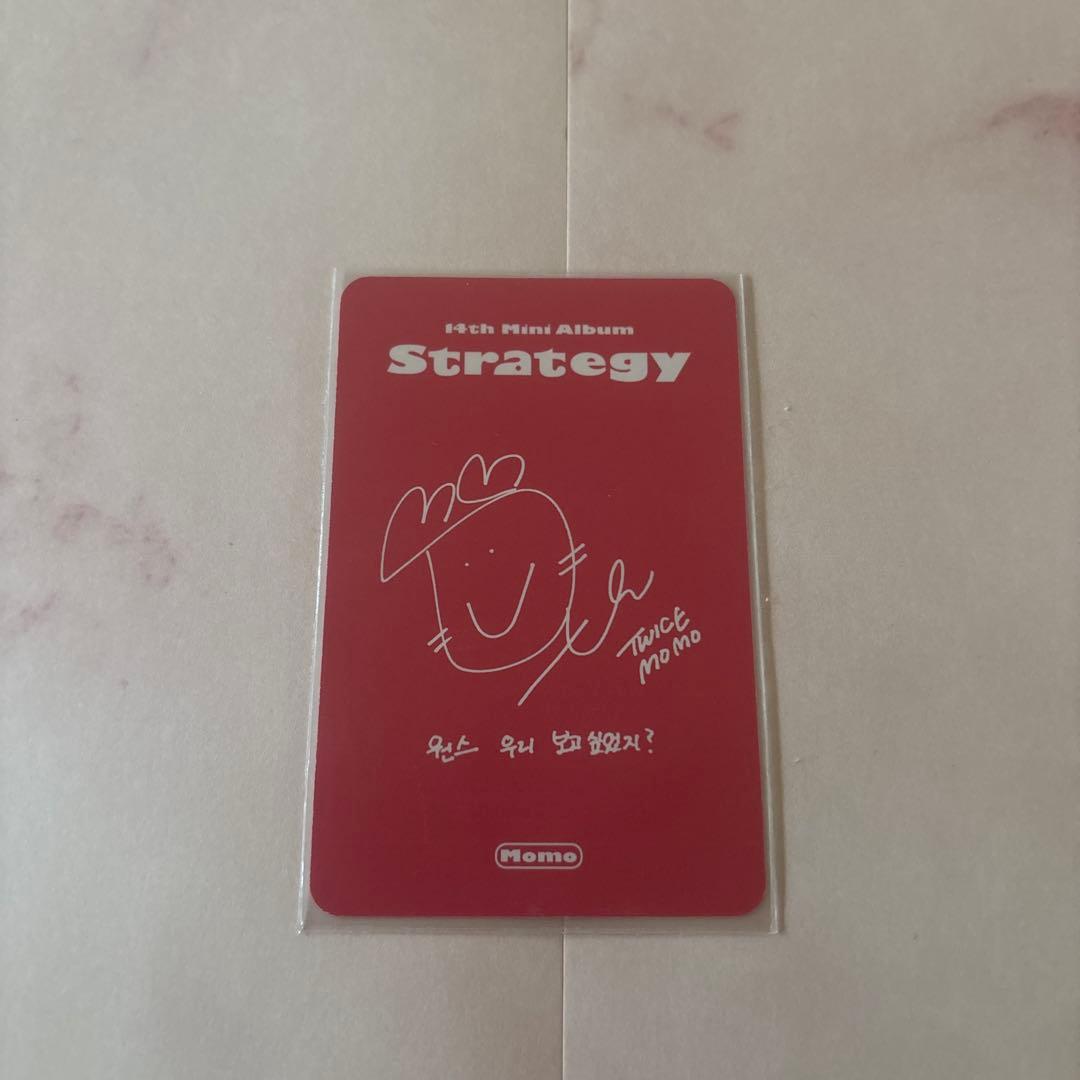 14th Mini Album
Strategy
TWICE
MOMO
원스 우리 보고 싶었지?
Momo